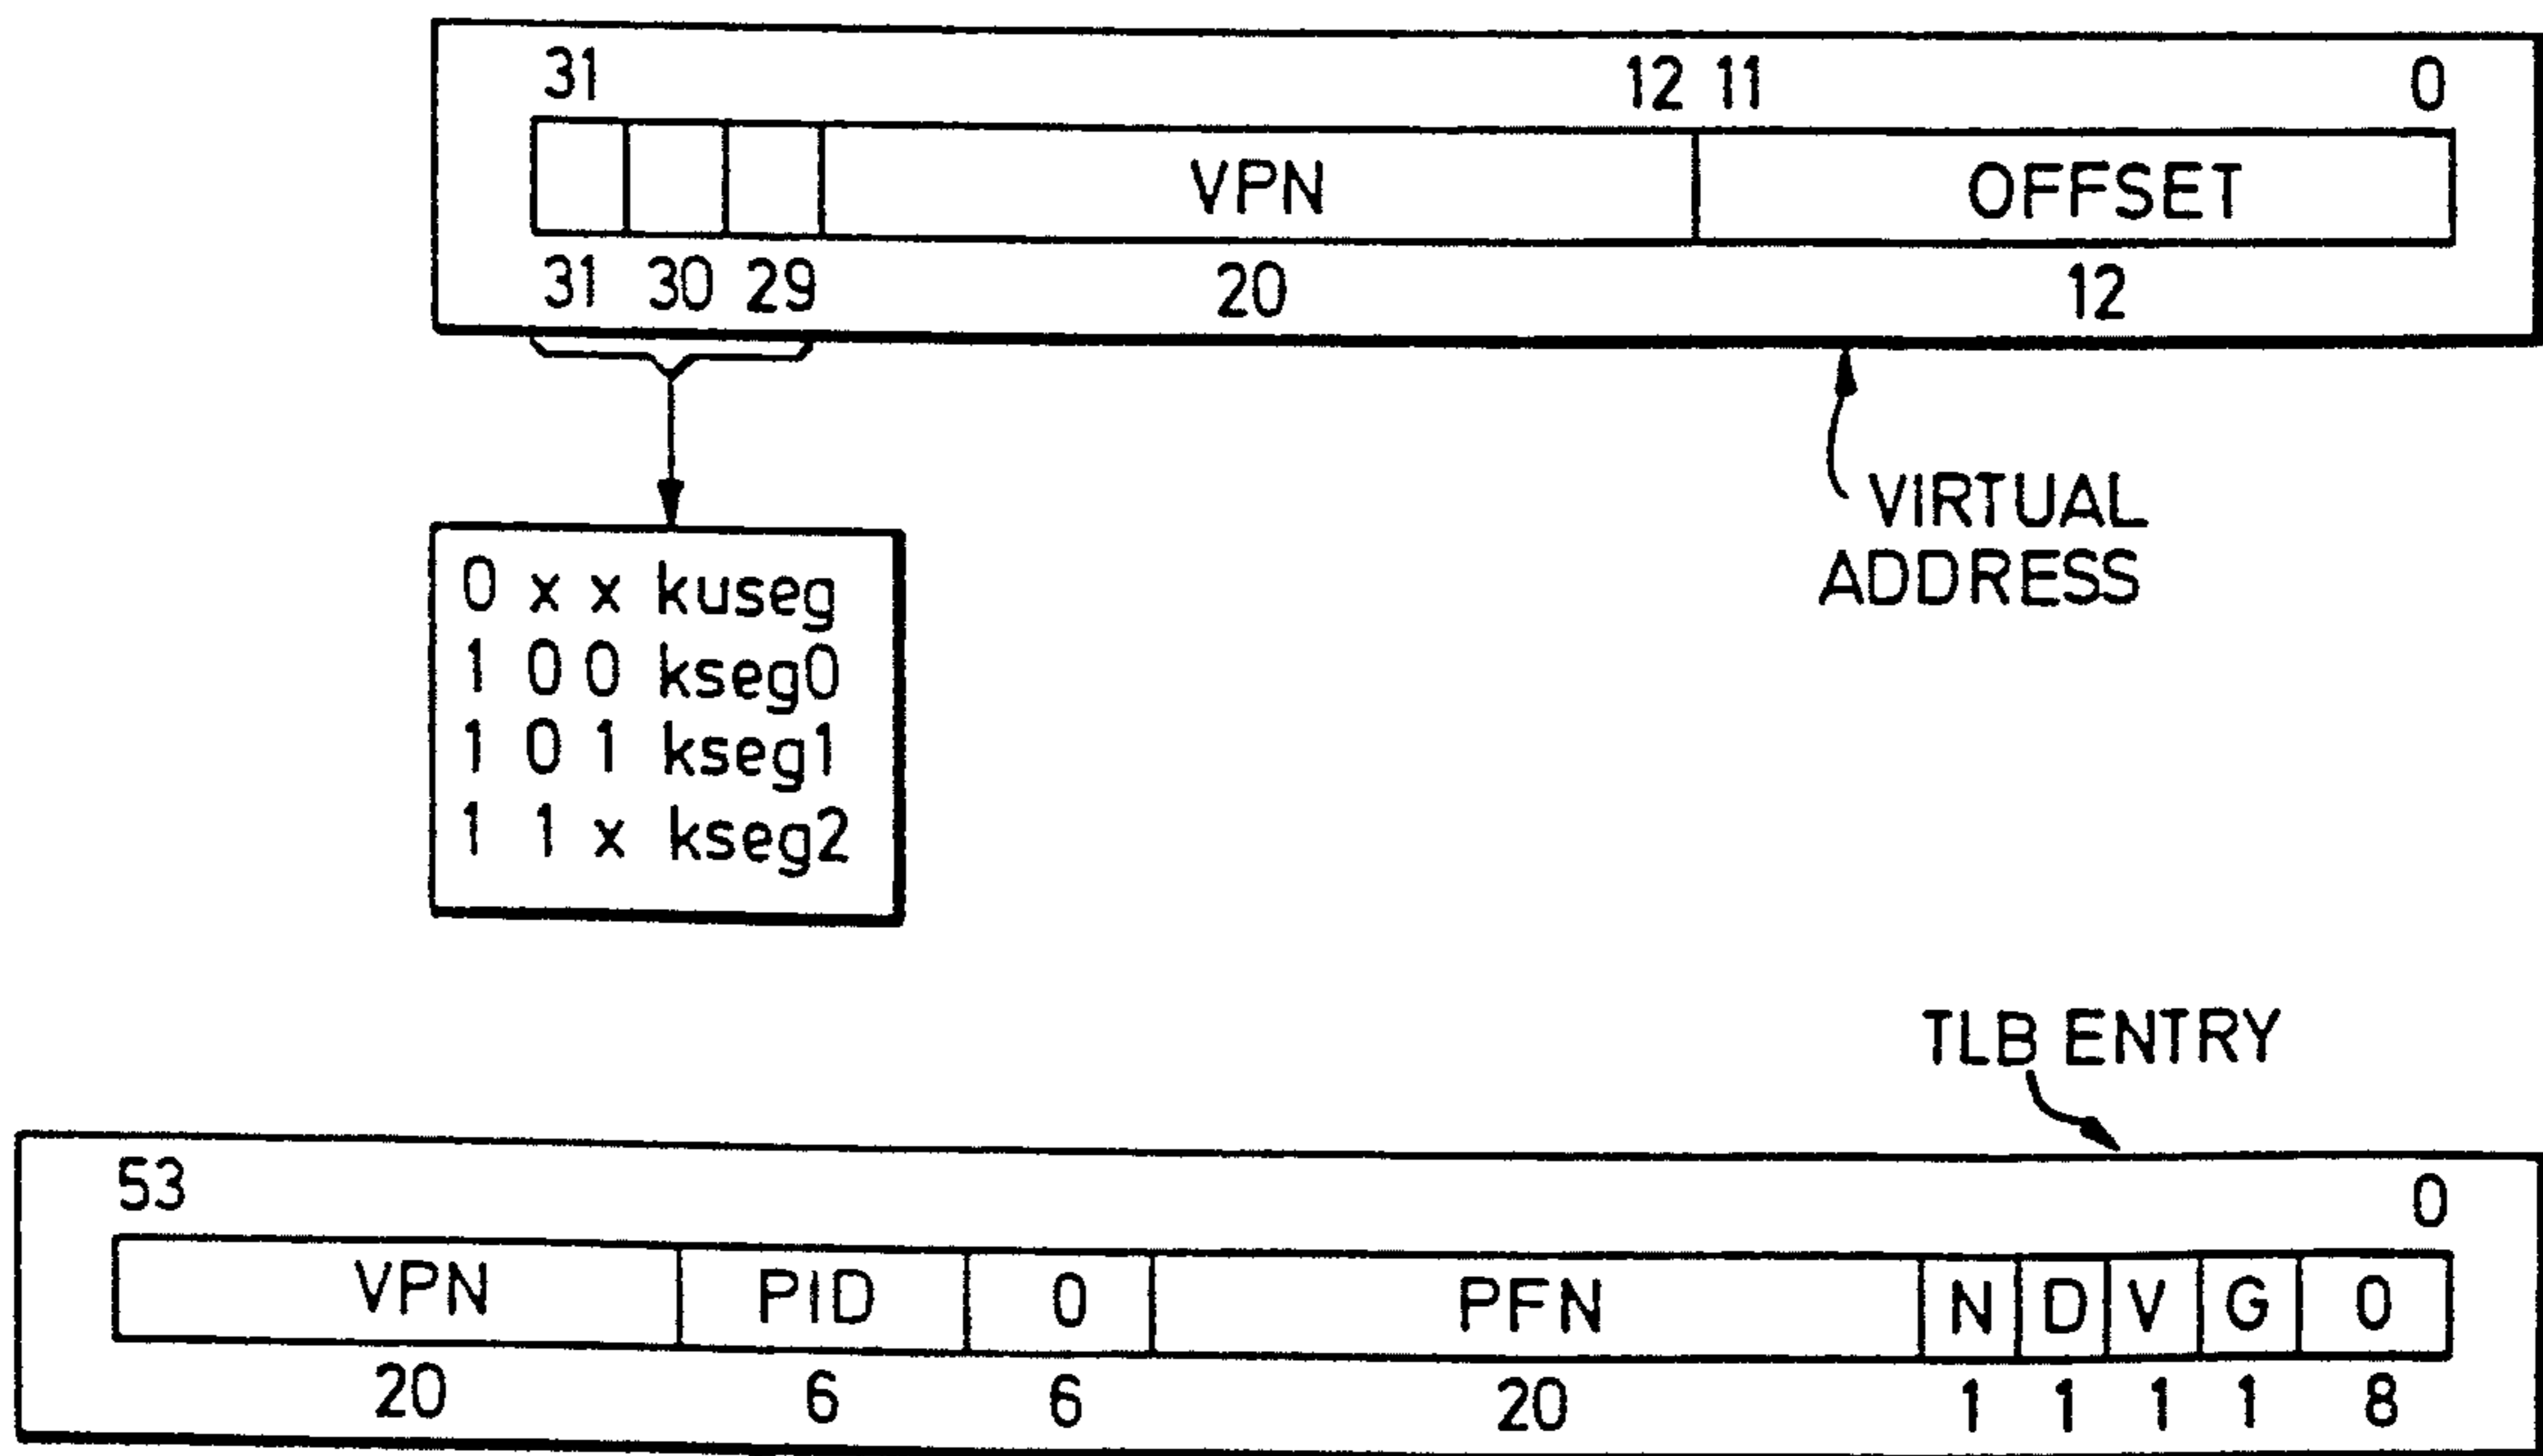 31 12 11 0
VPN OFFSET
31 30 29 20 12
VIRTUAL
ADDRESS
0 x x kuseg
1 0 0 kseg0
1 0 1 kseg1
1 1 x kseg2
TLB ENTRY
53 0
VPN PID 0 PFN N D V G 0
20 6 6 20 1 1 1 1 8